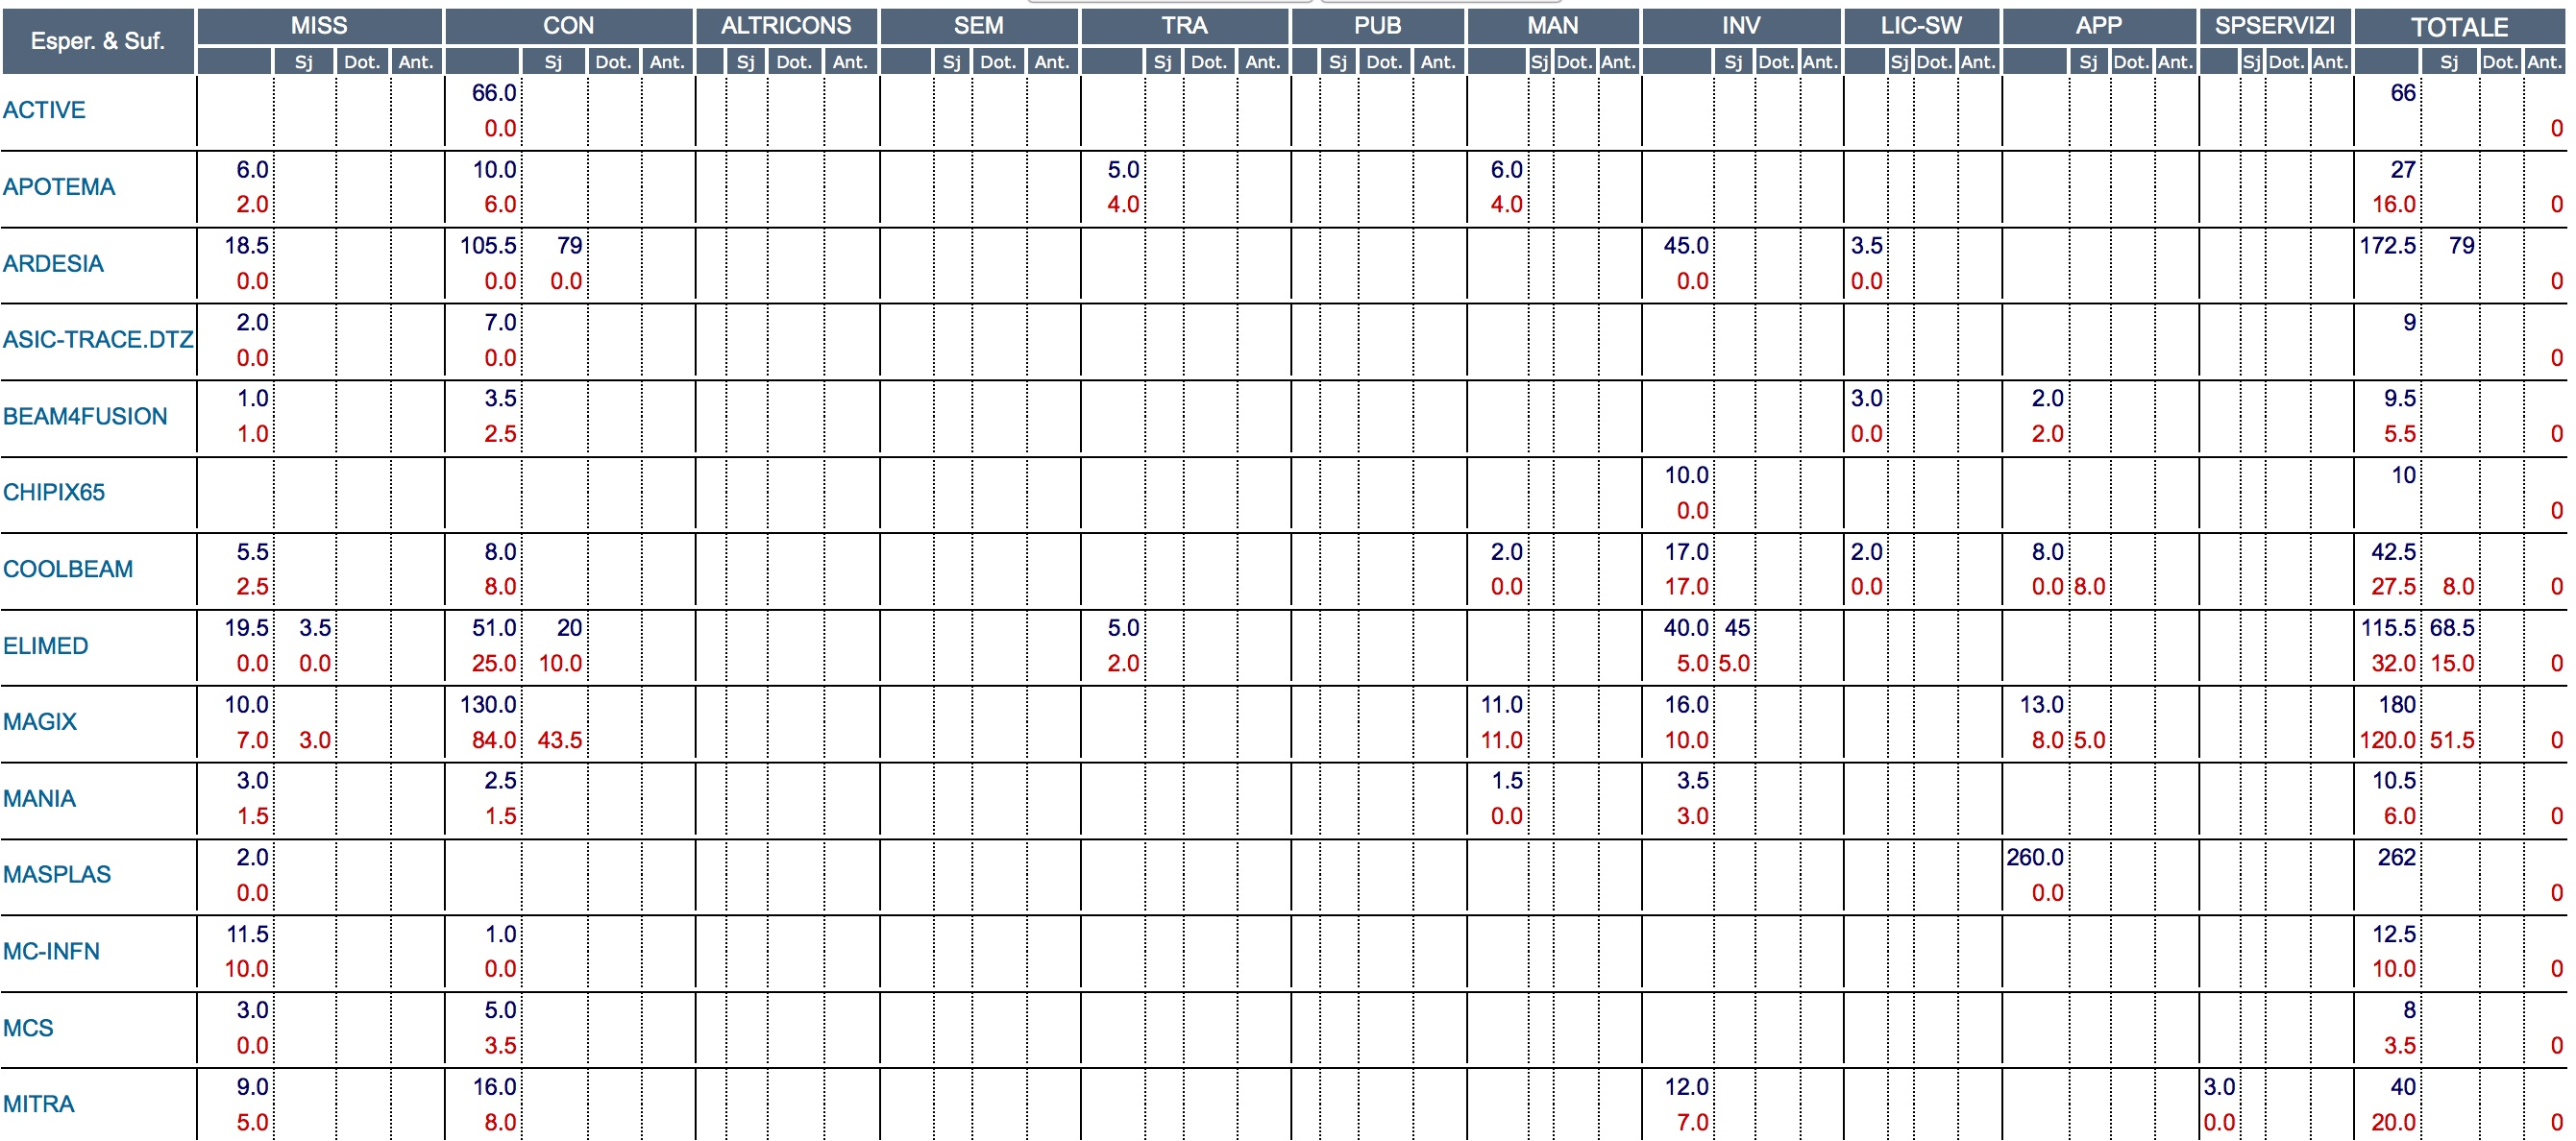 Esper. & Suf. MISS CON ALTRICONS SEM TRA PUB MAN INV LIC-SW APP SPSERVIZI TOTALE
Sj Dot. Ant. Sj Dot. Ant. Sj Dot. Ant. Sj Dot. Ant. Sj Dot. Ant. Sj Dot. Ant. Sj Dot. Ant. Sj Dot. Ant. Sj Dot. Ant. Sj Dot. Ant. Sj Dot. Ant. Sj Dot. Ant.
66.0 66
ACTIVE
0.0 0
6.0 10.0 5.0 6.0 27
APOTEMA
2.0 6.0 4.0 4.0 16.0 0
18.5 105.5 79 45.0 3.5 172.5 79
ARDESIA
0.0 0.0 0.0 0.0 0.0 0
2.0 7.0 9
ASIC-TRACE.DTZ
0.0 0.0 0
1.0 3.5 3.0 2.0 9.5
BEAM4FUSION
1.0 2.5 0.0 2.0 5.5 0
10.0 10
CHIPIX65
0.0 0
5.5 8.0 2.0 17.0 2.0 8.0 42.5
COOLBEAM
2.5 8.0 0.0 17.0 0.0 0.0 8.0 27.5 8.0 0
19.5 3.5 51.0 20 5.0 40.0 45 115.5 68.5
ELIMED
0.0 0.0 25.0 10.0 2.0 5.0 5.0 32.0 15.0 0
10.0 130.0 11.0 16.0 13.0 180
MAGIX
7.0 3.0 84.0 43.5 11.0 10.0 8.0 5.0 120.0 51.5 0
3.0 2.5 1.5 3.5 10.5
MANIA
1.5 1.5 0.0 3.0 6.0 0
2.0 260.0 262
MASPLAS
0.0 0.0 0
11.5 1.0 12.5
MC-INFN
10.0 0.0 10.0 0
3.0 5.0 8
MCS
0.0 3.5 3.5 0
9.0 16.0 12.0 3.0 40
MITRA
5.0 8.0 7.0 0.0 20.0 0